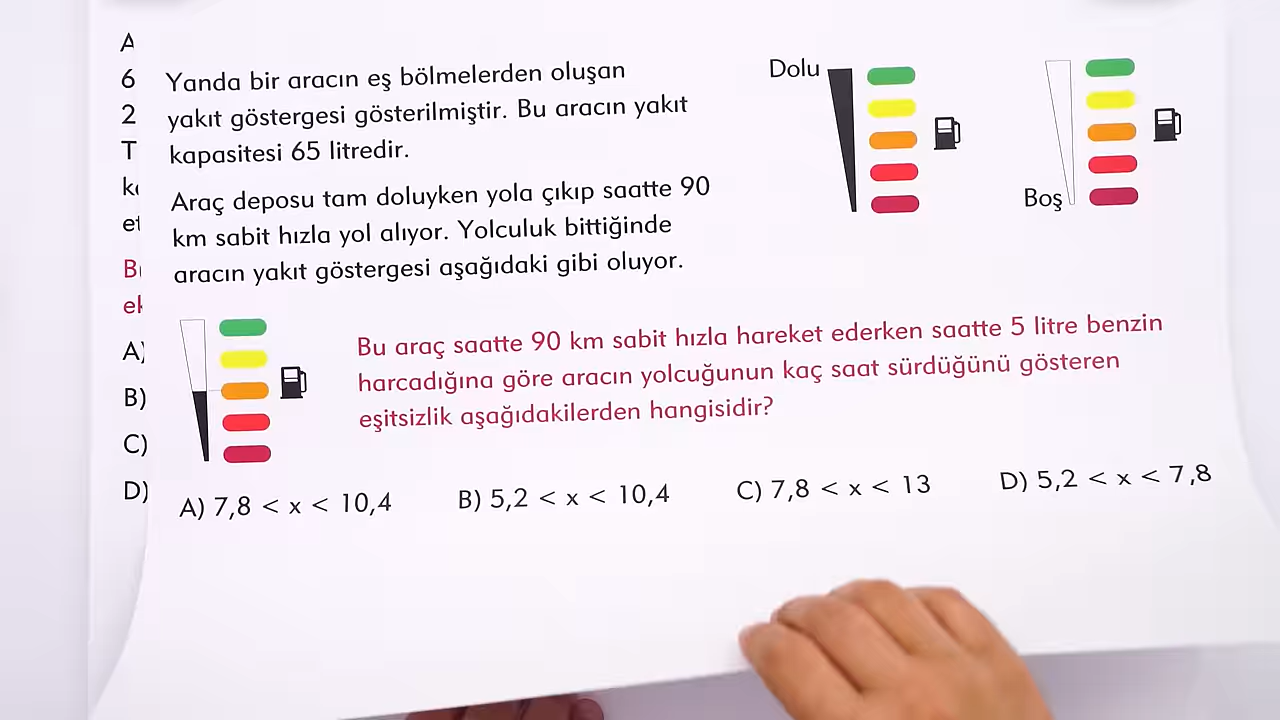 A
6
2
T
Yanda bir aracın eş bölmelerden oluşan
yakıt göstergesi gösterilmiştir. Bu aracın yakıt
kapasitesi 65 litredir.
Araç deposu tam doluyken yola çıkıp saatte 90
km sabit hızla yol alıyor. Yolculuk bittiğinde
aracın yakıt göstergesi aşağıdaki gibi oluyor.
Dolu
Boş
Bu araç saatte 90 km sabit hızla hareket ederken saatte 5 litre benzin
harcadığına göre aracın yolcuğunun kaç saat sürdüğünü gösteren
eşitsizlik aşağıdakilerden hangisidir?
A) 7,8 < x < 10,4
B) 5,2 < x < 10,4
C) 7,8 < x < 13
D) 5,2 < x < 7,8
A)
B)
C)
D)